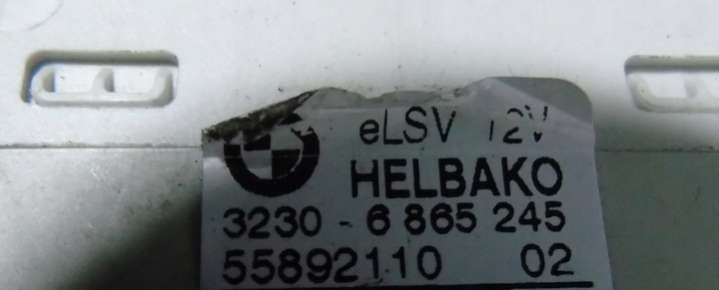 eLSV 12V
HELBAKO
3230 - 6 865 245
55892110 02